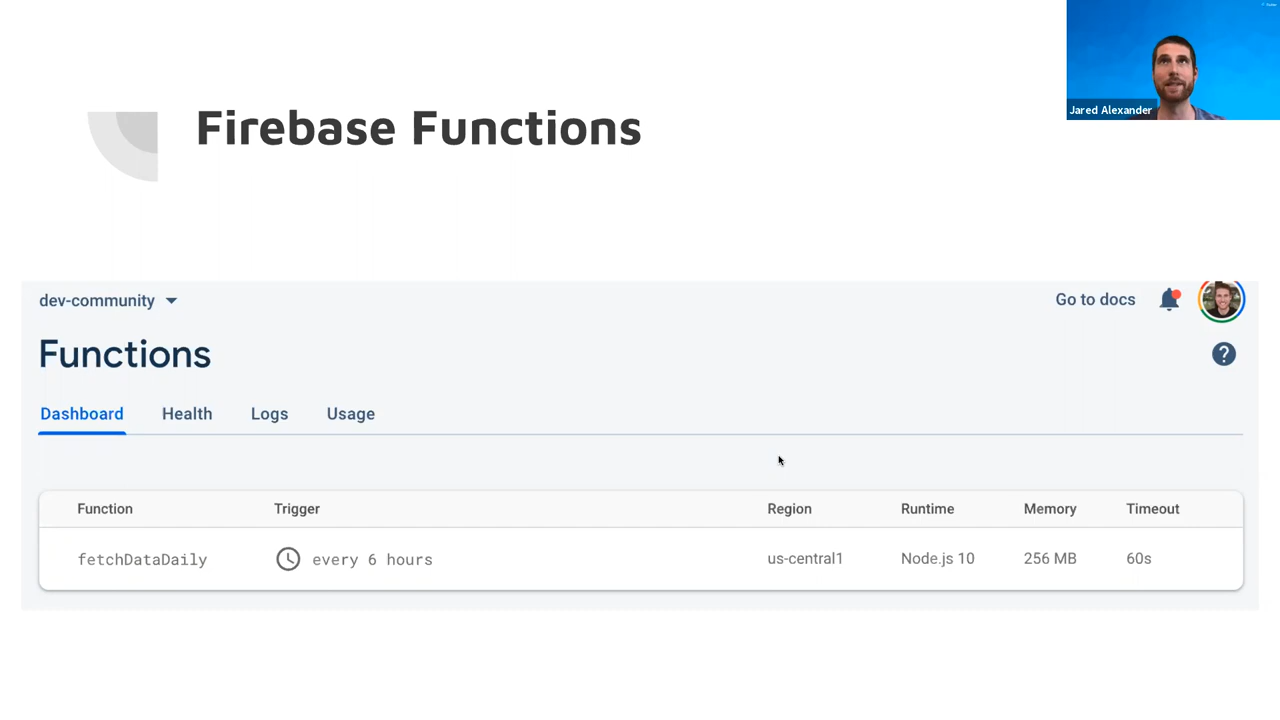 Firebase Functions
Jared Alexander
dev-community
Go to docs
Functions
Dashboard Health Logs Usage
Function Trigger Region Runtime Memory Timeout
fetchDataDaily every 6 hours us-central1 Node.js 10 256 MB 60s